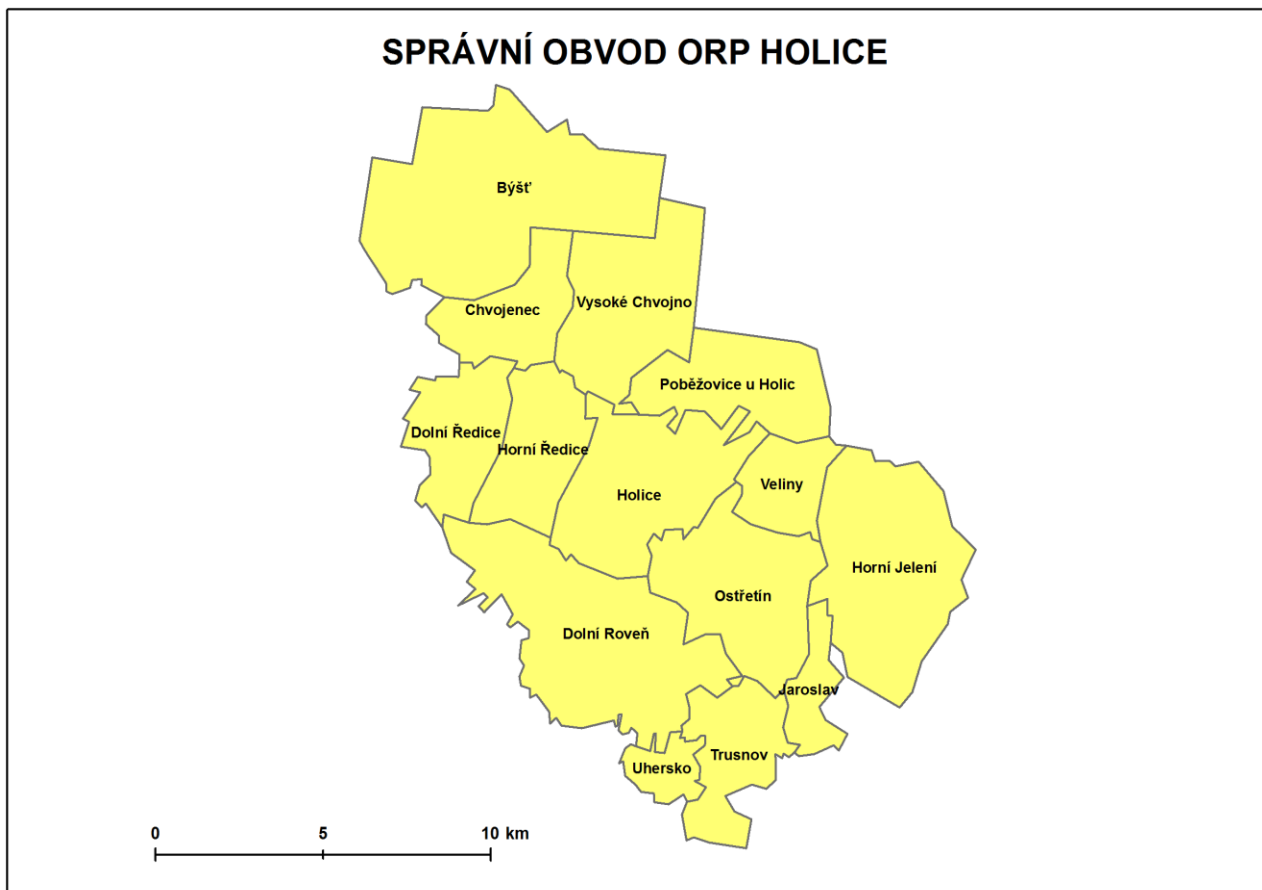 SPRÁVNÍ OBVOD ORP HOLICE
Býšť
Vysoké Chvojno
Chvojenec
Poběžovice u Holic
Dolní Ředice
Horní Ředice
Veliny
Holice
Horní Jelení
Ostřetín
Dolní Roveň
Jaroslav
Trusnov
Uhersko
0 5 10 km